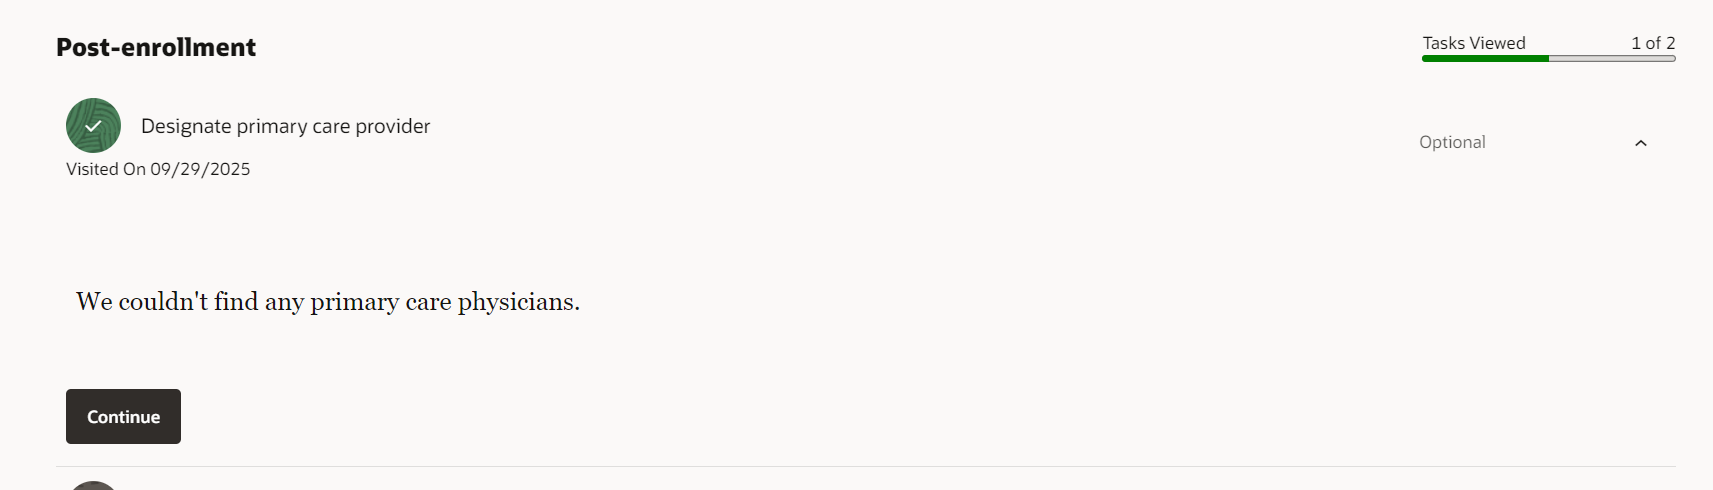 Post-enrollment
Tasks Viewed 1 of 2
Designate primary care provider
Optional
Visited On 09/29/2025
We couldn't find any primary care physicians.
Continue